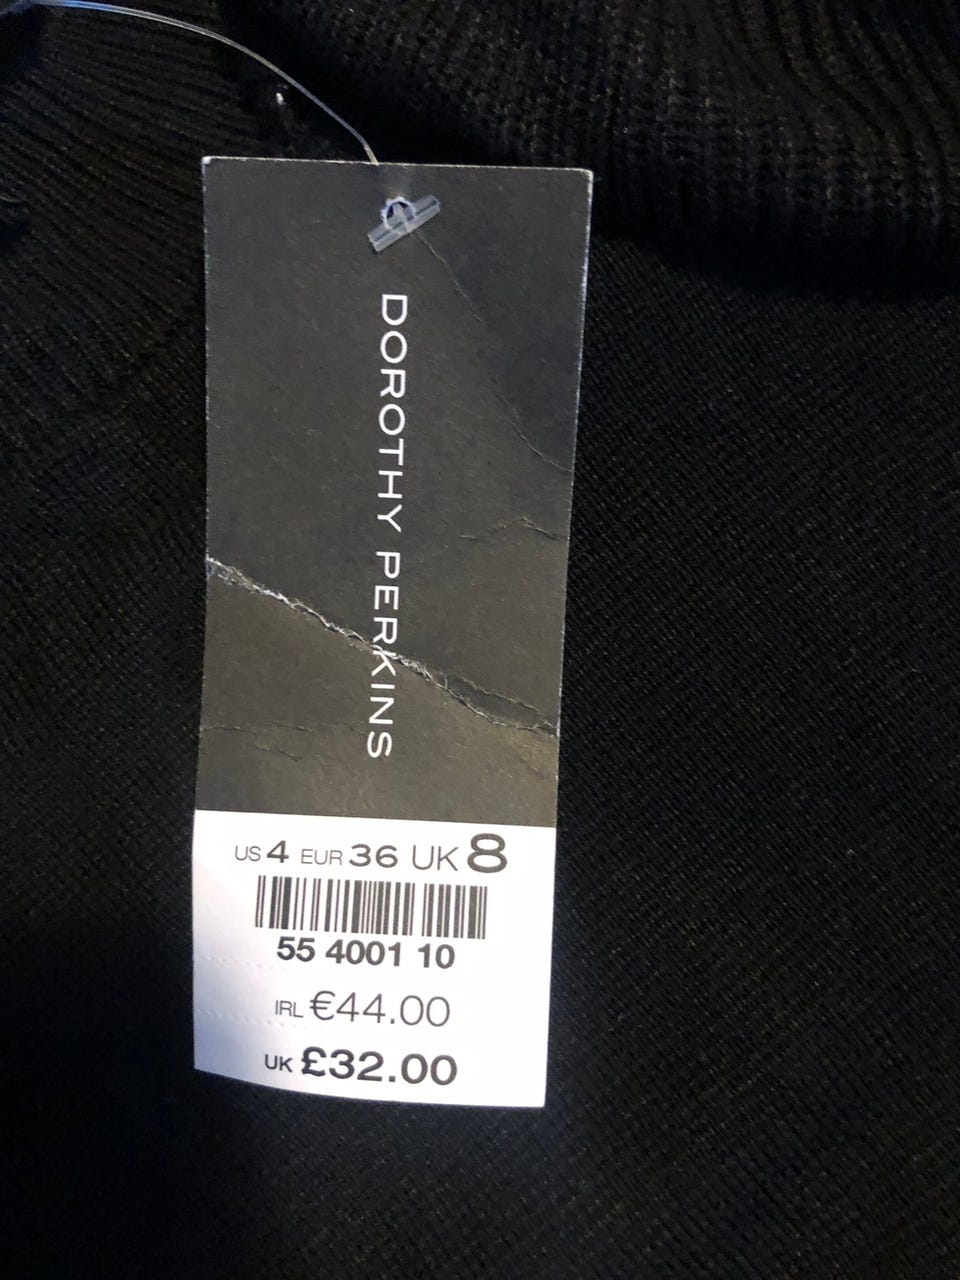 DOROTHY PERKINS
US 4 EUR 36 UK 8
55 4001 10
IRL €44.00
UK £32.00